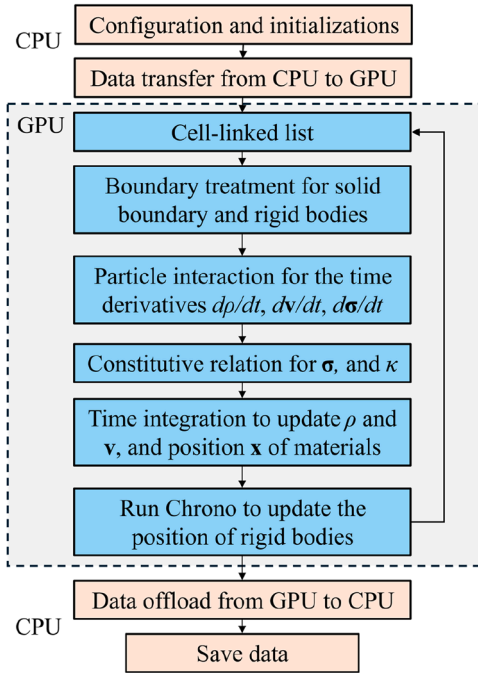 Configuration and initializations
CPU
Data transfer from CPU to GPU
GPU
Cell-linked list
Boundary treatment for solid
boundary and rigid bodies
Particle interaction for the time
derivatives dρ/dt, dv/dt, dσ/dt
Constitutive relation for σ, and κ
Time integration to update ρ and
v, and position x of materials
Run Chrono to update the
position of rigid bodies
Data offload from GPU to CPU
CPU
Save data